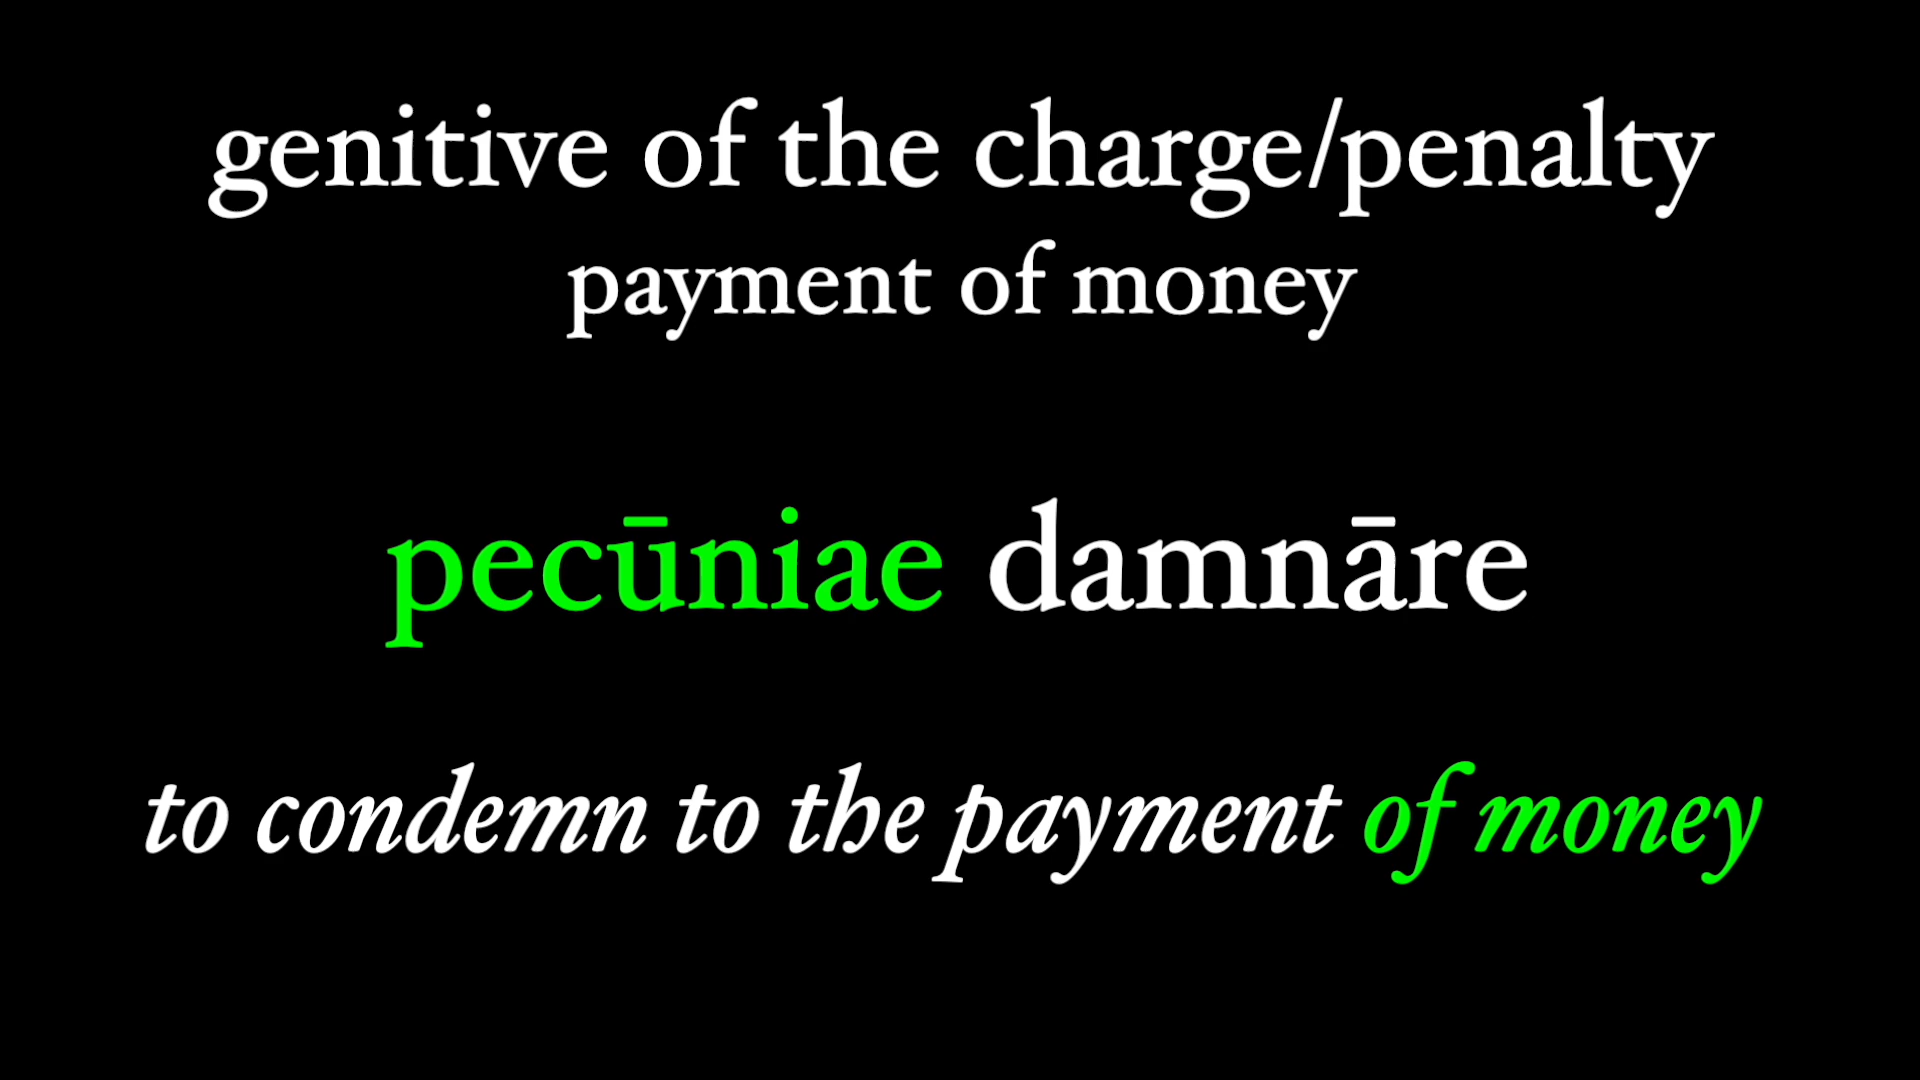 genitive of the charge/penalty
payment of money
pecūniae damnāre
to condemn to the payment of money